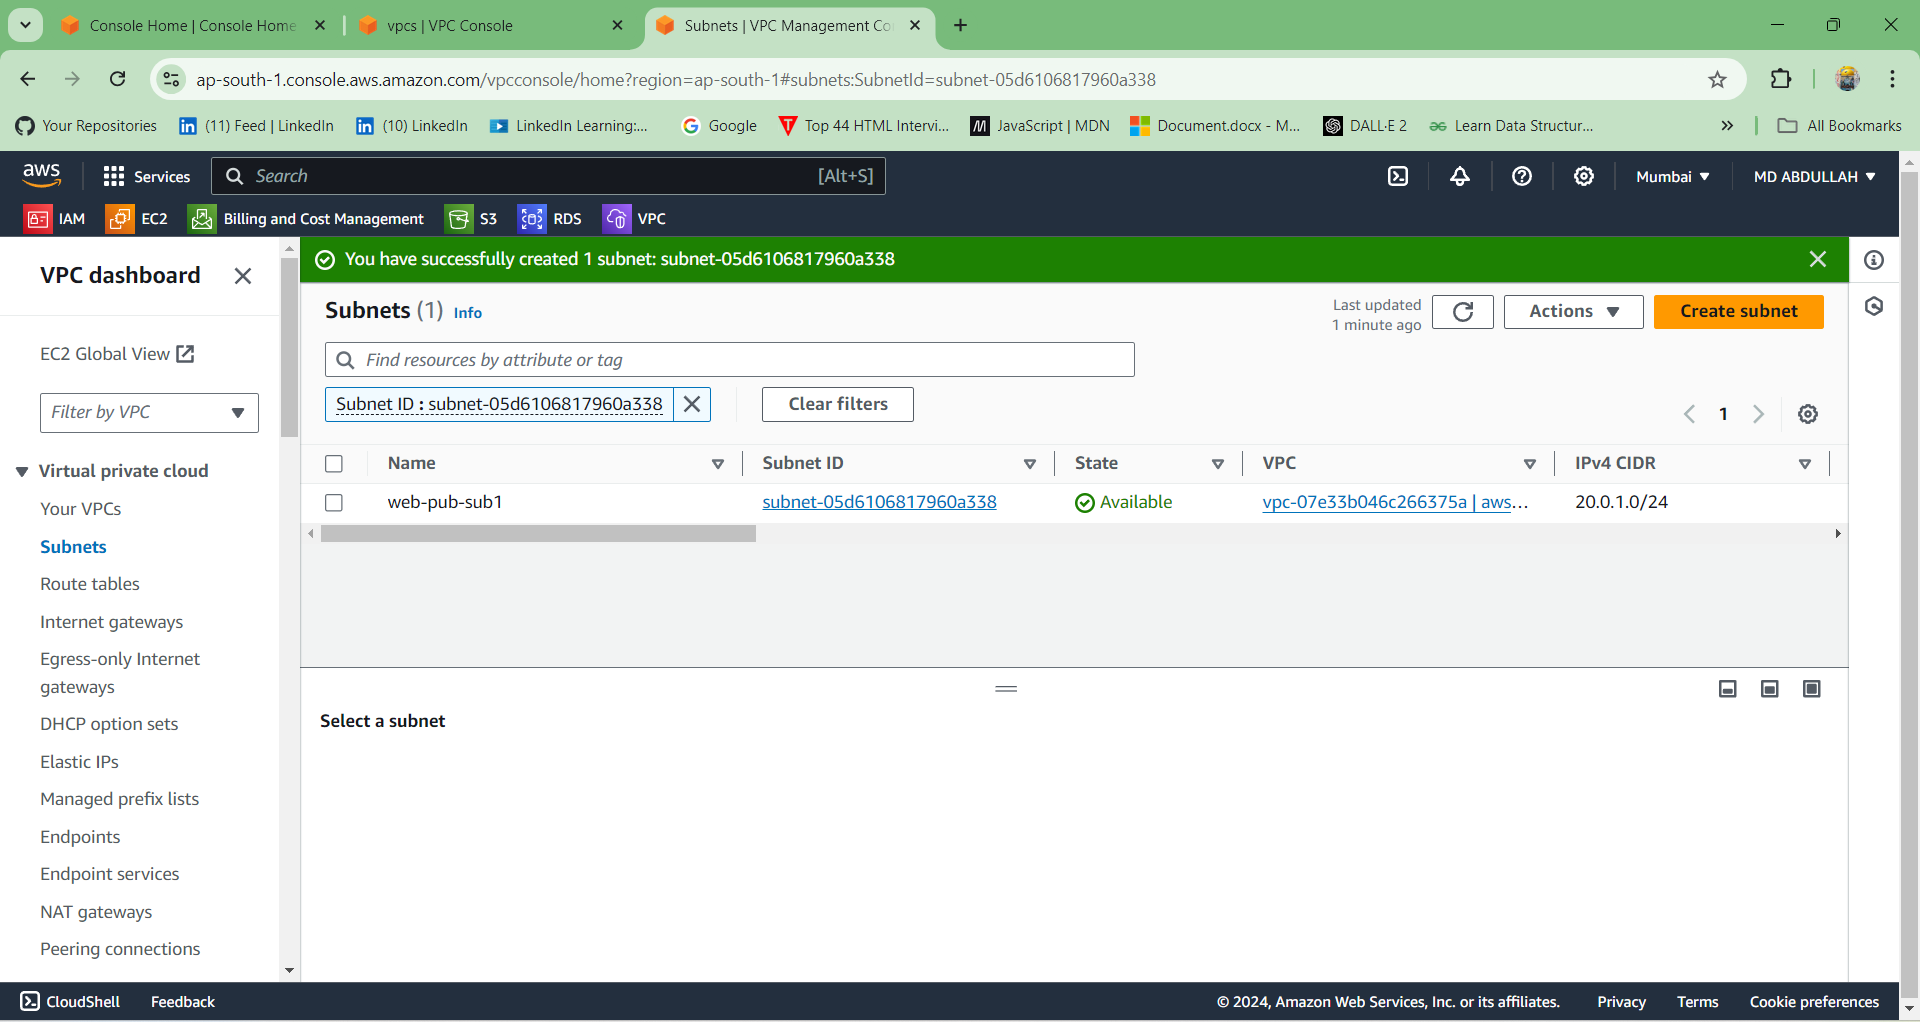 Console Home | Console Home
vpcs | VPC Console
Subnets | VPC Management Co
ap-south-1.console.aws.amazon.com/vpcconsole/home?region=ap-south-1#subnets:SubnetId=subnet-05d6106817960a338
Your Repositories
(11) Feed | LinkedIn
(10) LinkedIn
LinkedIn Learning:...
Google
Top 44 HTML Intervi...
JavaScript | MDN
Document.docx - M...
DALL·E 2
Learn Data Structur...
All Bookmarks
aws
Services
Search
[Alt+S]
Mumbai
MD ABDULLAH
IAM
EC2
Billing and Cost Management
S3
RDS
VPC
VPC dashboard
EC2 Global View
Filter by VPC
Virtual private cloud
Your VPCs
Subnets
Route tables
Internet gateways
Egress-only Internet
gateways
DHCP option sets
Elastic IPs
Managed prefix lists
Endpoints
Endpoint services
NAT gateways
Peering connections
You have successfully created 1 subnet: subnet-05d6106817960a338
Subnets (1) Info
Last updated
1 minute ago
Actions
Create subnet
Find resources by attribute or tag
Subnet ID : subnet-05d6106817960a338
Clear filters
1
Name Subnet ID State VPC IPv4 CIDR
web-pub-sub1 subnet-05d6106817960a338 Available vpc-07e33b046c266375a | aws... 20.0.1.0/24
Select a subnet
CloudShell
Feedback
© 2024, Amazon Web Services, Inc. or its affiliates.
Privacy
Terms
Cookie preferences